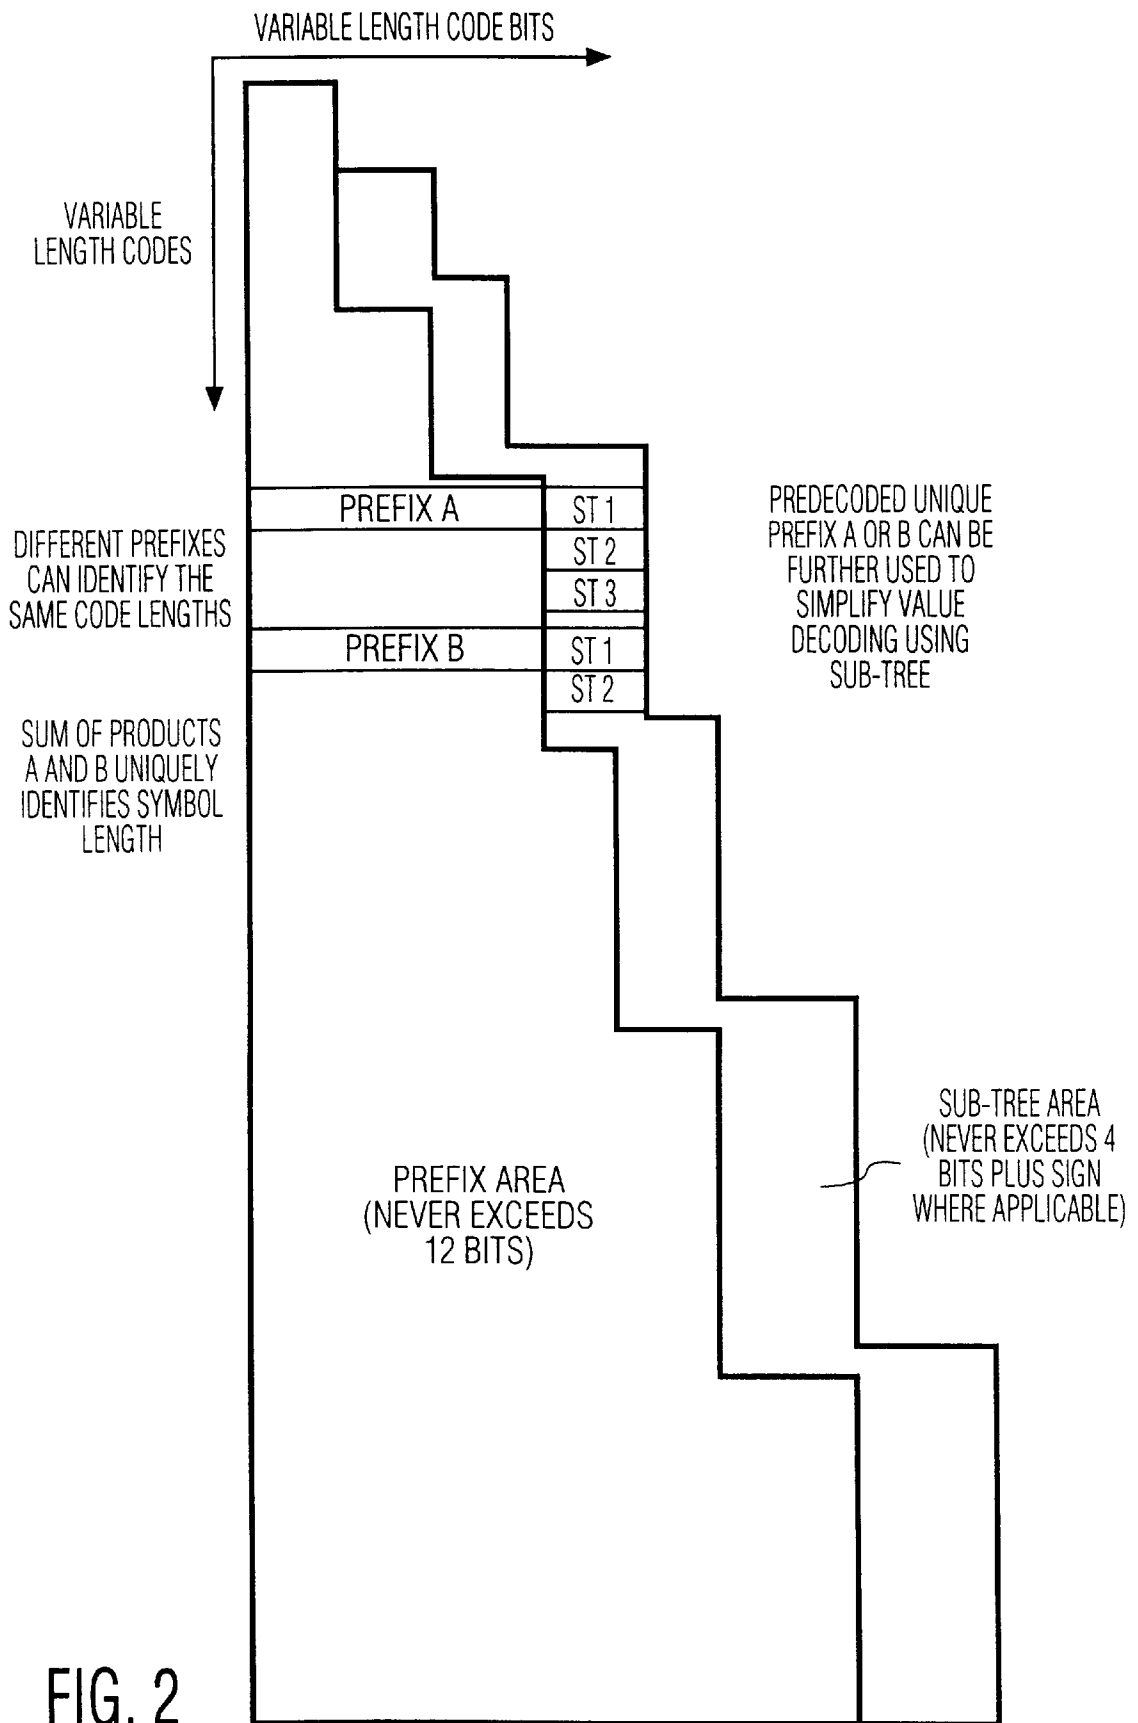 VARIABLE LENGTH CODE BITS
VARIABLE
LENGTH CODES
PREFIX A
ST 1
ST 2
ST 3
PREFIX B
ST 1
ST 2
DIFFERENT PREFIXES
CAN IDENTIFY THE
SAME CODE LENGTHS
PREDECODED UNIQUE
PREFIX A OR B CAN BE
FURTHER USED TO
SIMPLIFY VALUE
DECODING USING
SUB-TREE
SUM OF PRODUCTS
A AND B UNIQUELY
IDENTIFIES SYMBOL
LENGTH
SUB-TREE AREA
(NEVER EXCEEDS 4
BITS PLUS SIGN
WHERE APPLICABLE)
PREFIX AREA
(NEVER EXCEEDS
12 BITS)
FIG. 2